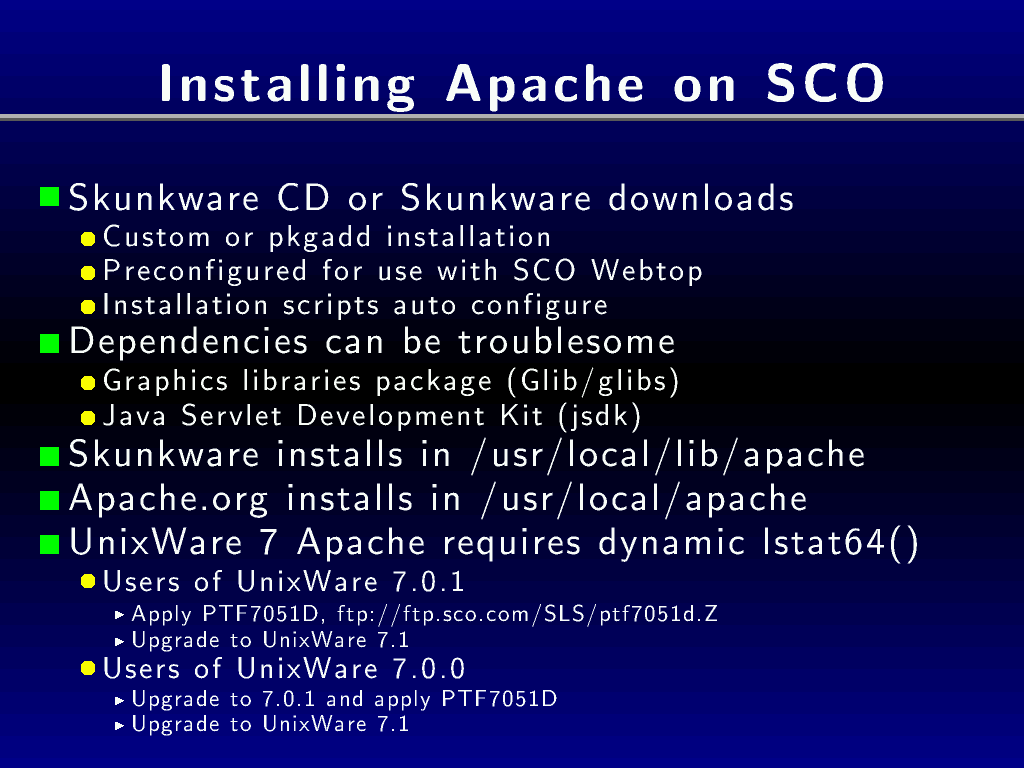 Installing Apache on SCO
Skunkware CD or Skunkware downloads
Custom or pkgadd installation
Preconfigured for use with SCO Webtop
Installation scripts auto configure
Dependencies can be troublesome
Graphics libraries package (Glib/glibs)
Java Servlet Development Kit (jsdk)
Skunkware installs in /usr/local/lib/apache
Apache.org installs in /usr/local/apache
UnixWare 7 Apache requires dynamic lstat64()
Users of UnixWare 7.0.1
Apply PTF7051D, ftp://ftp.sco.com/SLS/ptf7051d.Z
Upgrade to UnixWare 7.1
Users of UnixWare 7.0.0
Upgrade to 7.0.1 and apply PTF7051D
Upgrade to UnixWare 7.1